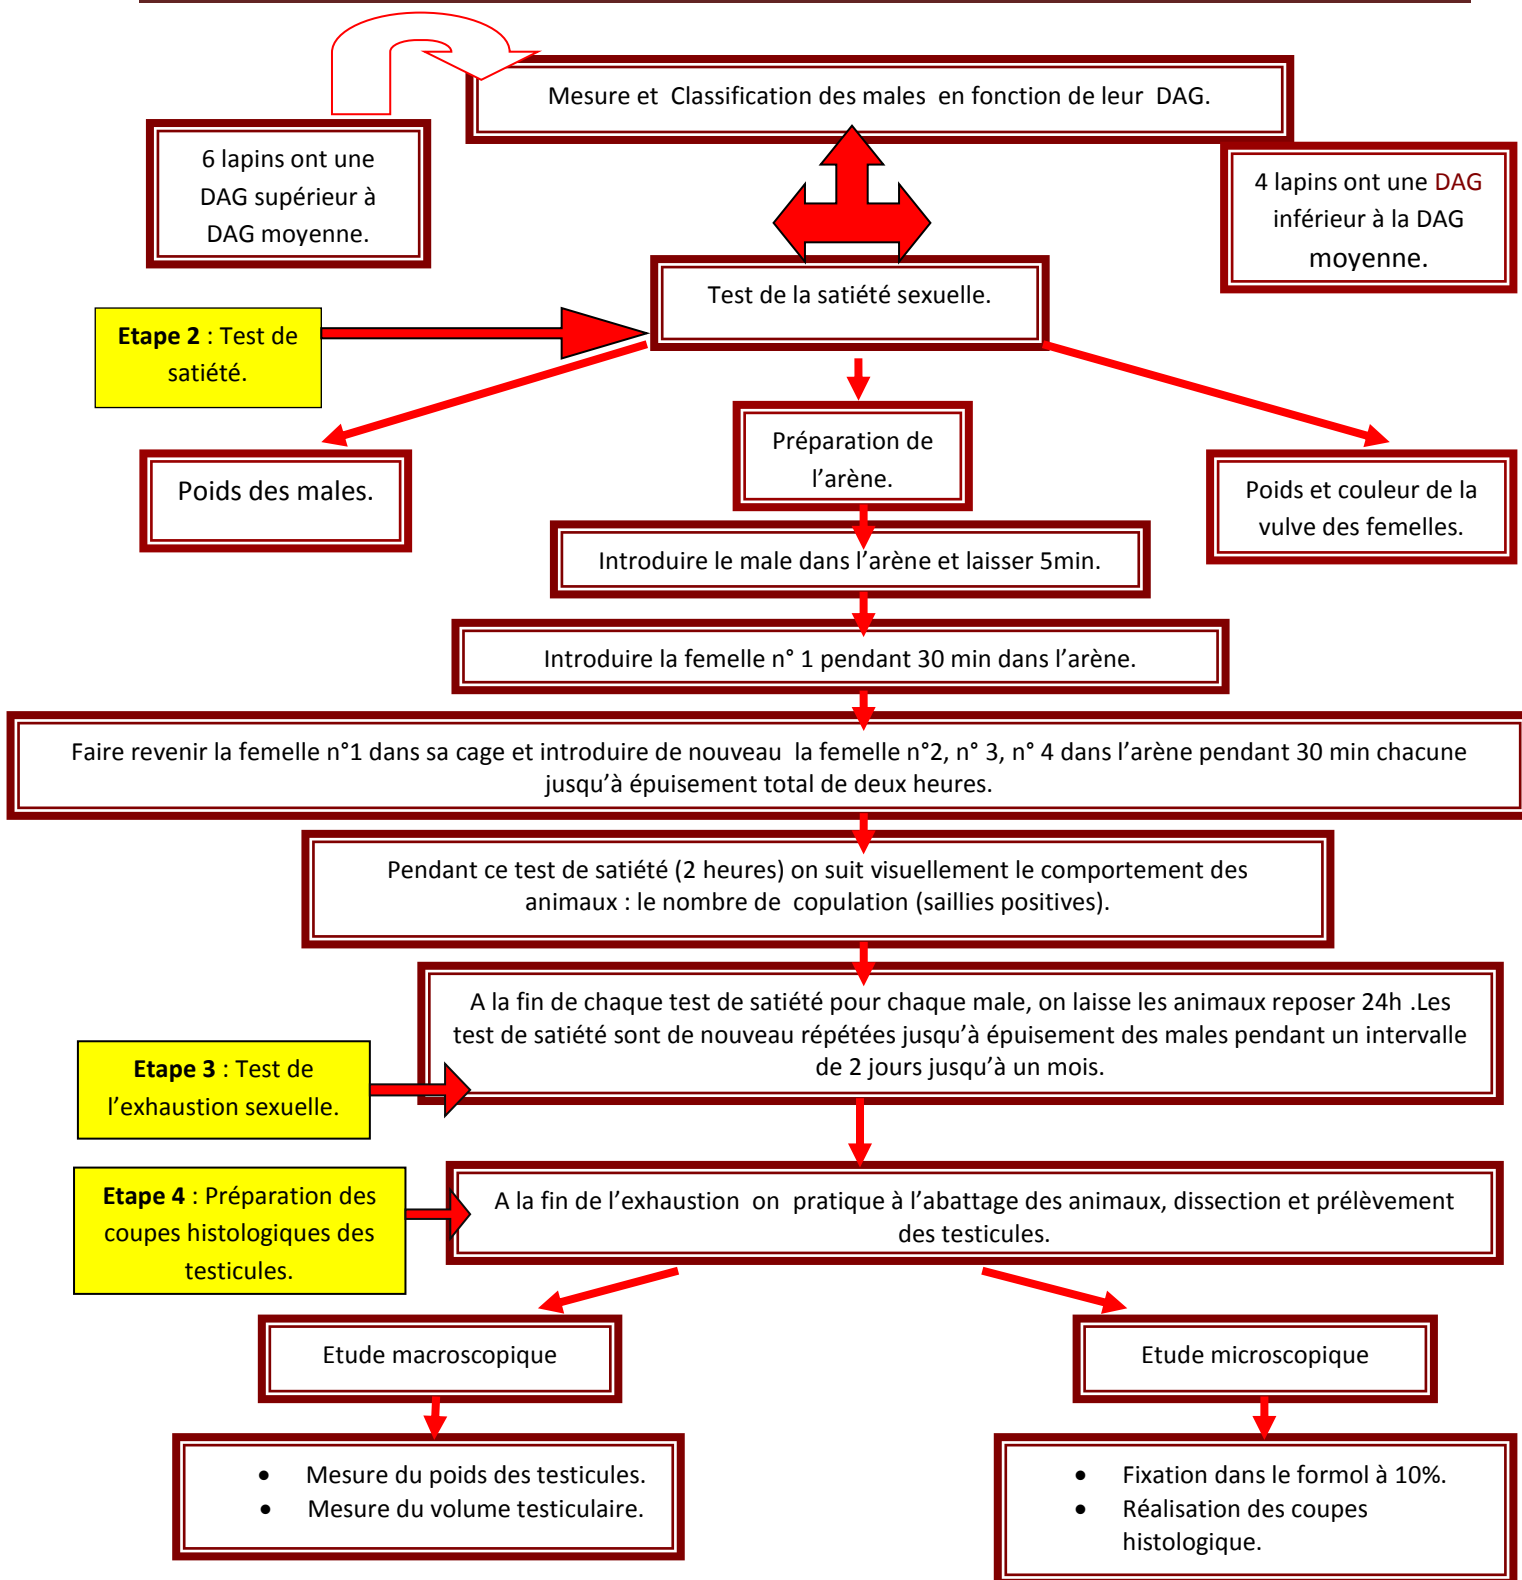 Mesure et  Classification des males  en fonction de leur  DAG.
6 lapins ont une
DAG supérieur à
DAG moyenne.
4 lapins ont une DAG
inférieur à la DAG
moyenne.
Test de la satiété sexuelle.
Etape 2 : Test de
satiété.
Poids des males.
Préparation de
l’arène.
Poids et couleur de la
vulve des femelles.
Introduire le male dans l’arène et laisser 5min.
Introduire la femelle n° 1 pendant 30 min dans l’arène.
Faire revenir la femelle n°1 dans sa cage et introduire de nouveau  la femelle n°2, n° 3, n° 4 dans l’arène pendant 30 min chacune
jusqu’à épuisement total de deux heures.
Pendant ce test de satiété (2 heures) on suit visuellement le comportement des
animaux : le nombre de  copulation (saillies positives).
A la fin de chaque test de satiété pour chaque male, on laisse les animaux reposer 24h .Les
test de satiété sont de nouveau répétées jusqu’à épuisement des males pendant un intervalle
de 2 jours jusqu’à un mois.
Etape 3 : Test de
l’exhaustion sexuelle.
Etape 4 : Préparation des
coupes histologiques des
testicules.
A la fin de l’exhaustion  on  pratique à l’abattage des animaux, dissection et prélèvement
des testicules.
Etude macroscopique
Etude microscopique
• Mesure du poids des testicules.
• Mesure du volume testiculaire.
• Fixation dans le formol à 10%.
• Réalisation des coupes
histologique.